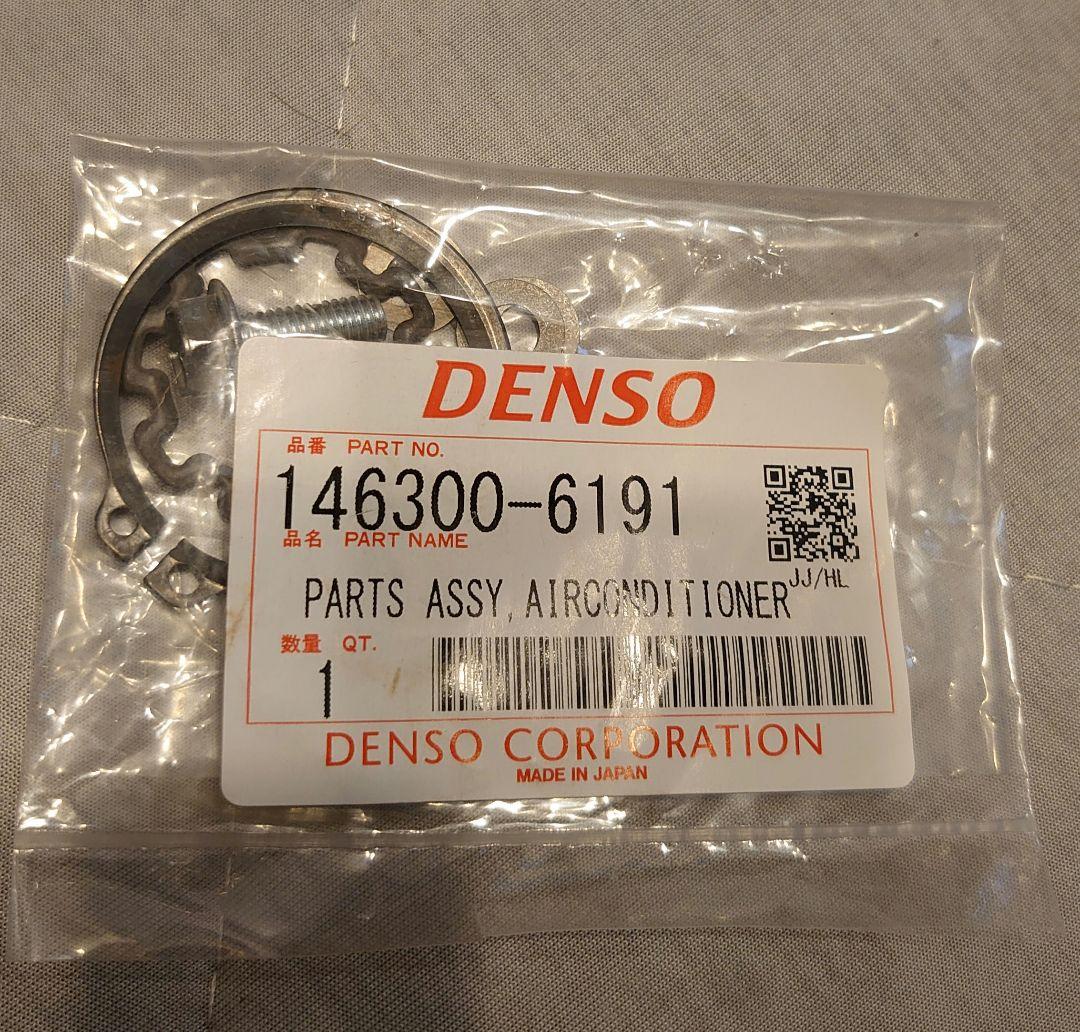 DENSO
品番 PART NO.
146300-6191
品名 PART NAME
JJ/HL
PARTS ASSY,AIRCONDITIONER
数量 QT.
1
DENSO CORPORATION
MADE IN JAPAN